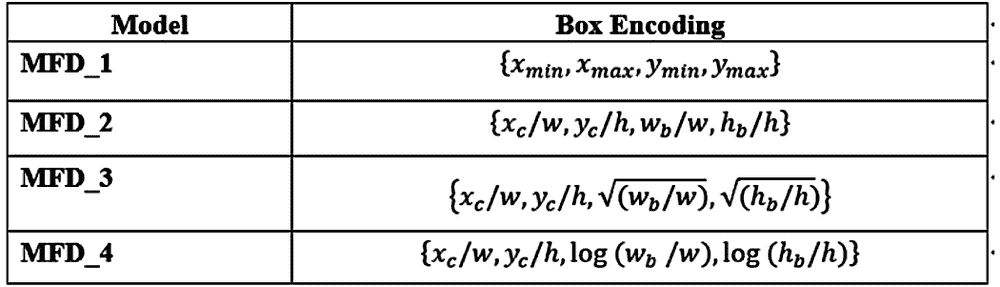 Model Box Encoding
MFD_1 {x_min, x_max, y_min, y_max}
MFD_2 {x_c/w, y_c/h, w_b/w, h_b/h}
MFD_3 {x_c/w, y_c/h, √(w_b/w), √(h_b/h)}
MFD_4 {x_c/w, y_c/h, log (w_b /w), log (h_b/h)}